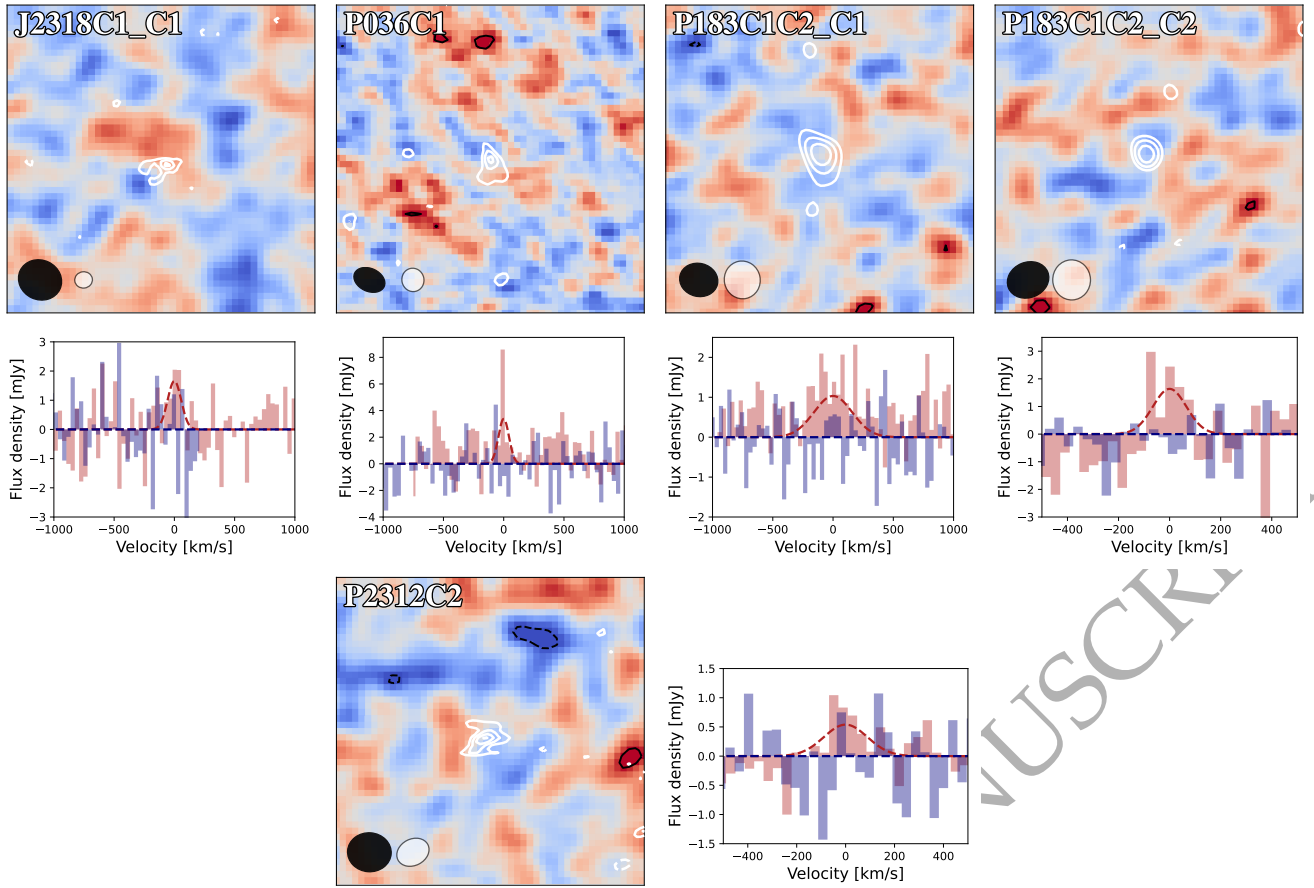 J2318C1_C1
P036C1
P183C1C2_C1
P183C1C2_C2
Flux density [mJy]
3
2
1
0
−1
−2
−3
−1000 −500 0 500 1000
Velocity [km/s]
Flux density [mJy]
8
6
4
2
0
−2
−4
−1000 −500 0 500 1000
Velocity [km/s]
Flux density [mJy]
2
1
0
−1
−2
−1000 −500 0 500 1000
Velocity [km/s]
Flux density [mJy]
3
2
1
0
−1
−2
−3
−400 −200 0 200 400
Velocity [km/s]
P2312C2
Flux density [mJy]
1.5
1.0
0.5
0.0
−0.5
−1.0
−1.5
−400 −200 0 200 400
Velocity [km/s]